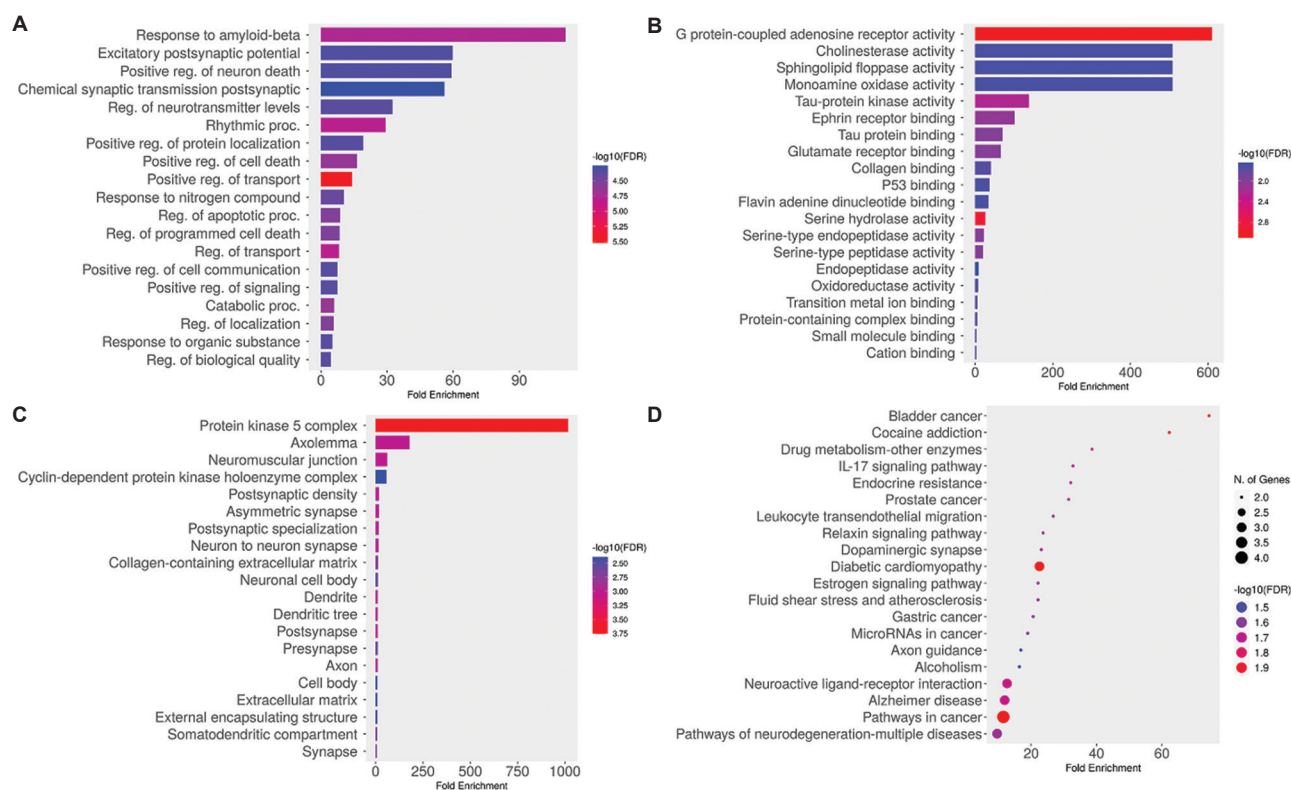 A
Response to amyloid-beta
Excitatory postsynaptic potential
Positive reg. of neuron death
Chemical synaptic transmission postsynaptic
Reg. of neurotransmitter levels
Rhythmic proc.
Positive reg. of protein localization
Positive reg. of cell death
Positive reg. of transport
Response to nitrogen compound
Reg. of apoptotic proc.
Reg. of programmed cell death
Reg. of transport
Positive reg. of cell communication
Positive reg. of signaling
Catabolic proc.
Reg. of localization
Response to organic substance
Reg. of biological quality
0 30 60 90
Fold Enrichment
-log10(FDR)
4.50
4.75
5.00
5.25
5.50
B
G protein-coupled adenosine receptor activity
Cholinesterase activity
Sphingolipid floppase activity
Monoamine oxidase activity
Tau-protein kinase activity
Ephrin receptor binding
Tau protein binding
Glutamate receptor binding
Collagen binding
P53 binding
Flavin adenine dinucleotide binding
Serine hydrolase activity
Serine-type endopeptidase activity
Serine-type peptidase activity
Endopeptidase activity
Oxidoreductase activity
Transition metal ion binding
Protein-containing complex binding
Small molecule binding
Cation binding
0 200 400 600
Fold Enrichment
-log10(FDR)
2.0
2.4
2.8
C
Protein kinase 5 complex
Axolemma
Neuromuscular junction
Cyclin-dependent protein kinase holoenzyme complex
Postsynaptic density
Asymmetric synapse
Postsynaptic specialization
Neuron to neuron synapse
Collagen-containing extracellular matrix
Neuronal cell body
Dendrite
Dendritic tree
Postsynapse
Presynapse
Axon
Cell body
Extracellular matrix
External encapsulating structure
Somatodendritic compartment
Synapse
0 250 500 750 1000
Fold Enrichment
-log10(FDR)
2.50
2.75
3.00
3.25
3.50
3.75
D
Bladder cancer
Cocaine addiction
Drug metabolism-other enzymes
IL-17 signaling pathway
Endocrine resistance
Prostate cancer
Leukocyte transendothelial migration
Relaxin signaling pathway
Dopaminergic synapse
Diabetic cardiomyopathy
Estrogen signaling pathway
Fluid shear stress and atherosclerosis
Gastric cancer
MicroRNAs in cancer
Axon guidance
Alcoholism
Neuroactive ligand-receptor interaction
Alzheimer disease
Pathways in cancer
Pathways of neurodegeneration-multiple diseases
20 40 60
Fold Enrichment
N. of Genes
2.0
2.5
3.0
3.5
4.0
-log10(FDR)
1.5
1.6
1.7
1.8
1.9